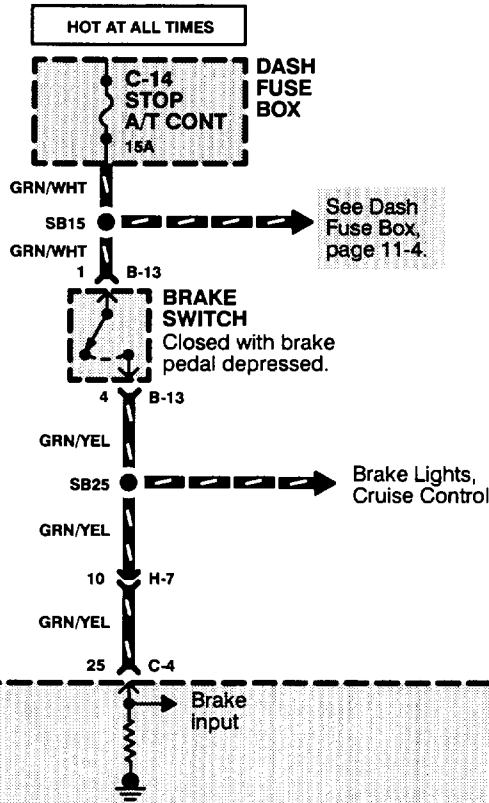 HOT AT ALL TIMES
DASH
FUSE
BOX
C-14
STOP
A/T CONT
15A
GRN/WHT
SB15
See Dash
Fuse Box,
page 11-4.
GRN/WHT
1 B-13
BRAKE
SWITCH
Closed with brake
pedal depressed.
4 B-13
GRN/YEL
SB25
Brake Lights,
Cruise Control
GRN/YEL
10 H-7
GRN/YEL
25 C-4
Brake
input